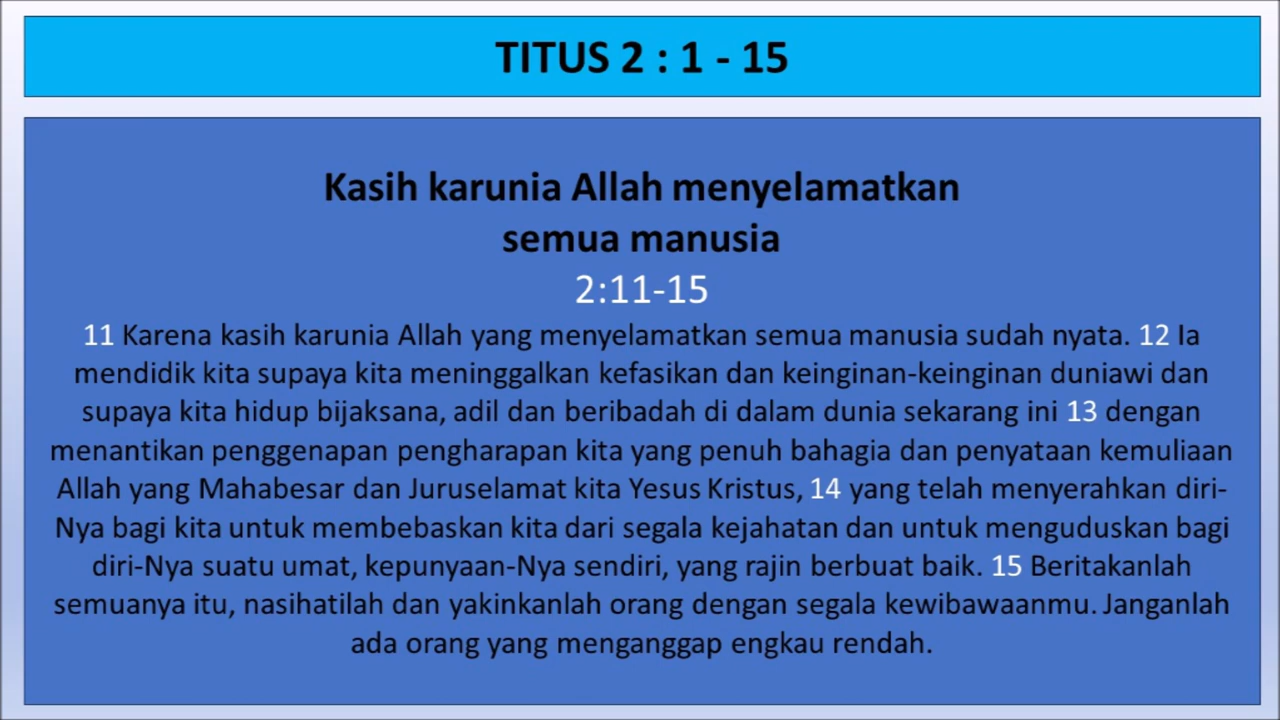 TITUS 2 : 1 - 15
Kasih karunia Allah menyelamatkan
semua manusia
2:11-15
11 Karena kasih karunia Allah yang menyelamatkan semua manusia sudah nyata. 12 Ia
mendidik kita supaya kita meninggalkan kefasikan dan keinginan-keinginan duniawi dan
supaya kita hidup bijaksana, adil dan beribadah di dalam dunia sekarang ini 13 dengan
menantikan penggenapan pengharapan kita yang penuh bahagia dan penyataan kemuliaan
Allah yang Mahabesar dan Juruselamat kita Yesus Kristus, 14 yang telah menyerahkan diri-
Nya bagi kita untuk membebaskan kita dari segala kejahatan dan untuk menguduskan bagi
diri-Nya suatu umat, kepunyaan-Nya sendiri, yang rajin berbuat baik. 15 Beritakanlah
semuanya itu, nasihatilah dan yakinkanlah orang dengan segala kewibawaanmu. Janganlah
ada orang yang menganggap engkau rendah.